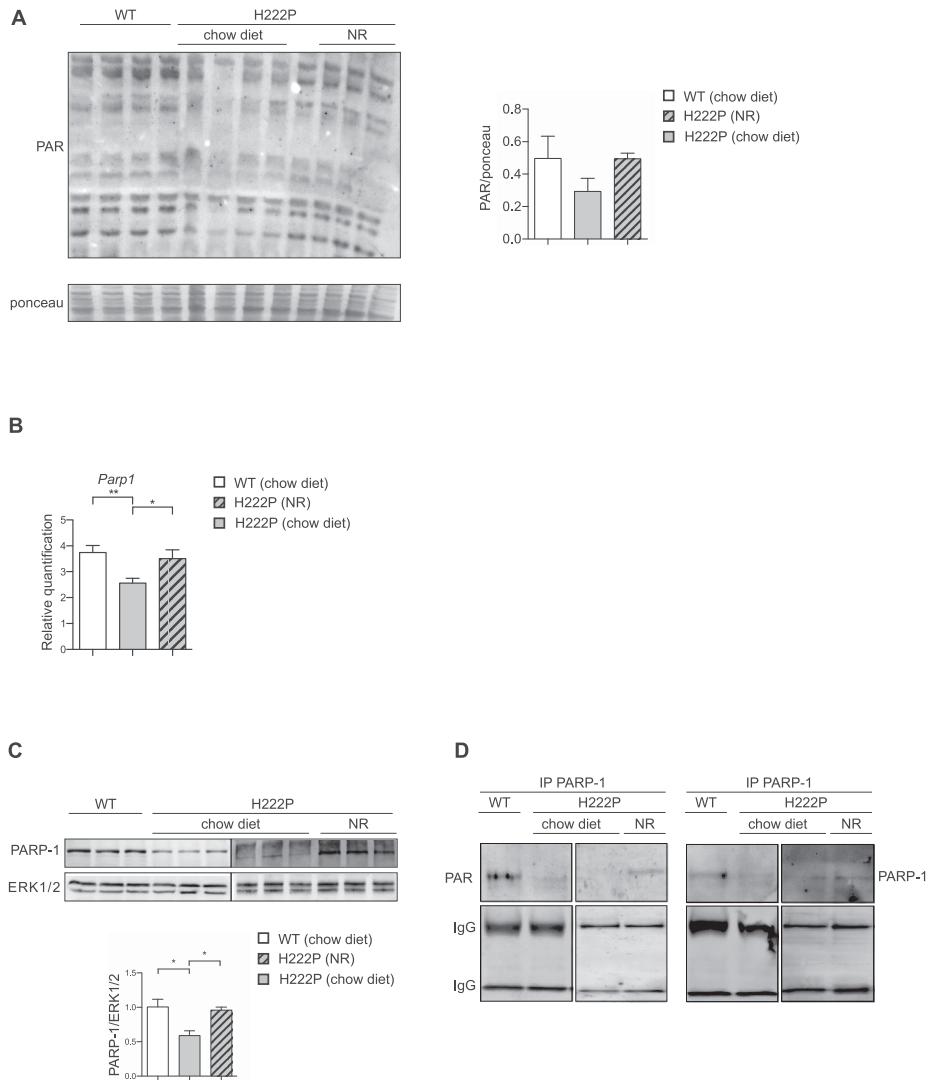 A
WT
H222P
chow diet
NR
PAR
ponceau
PAR/ponceau
0.8
0.6
0.4
0.2
0.0
WT (chow diet)
H222P (NR)
H222P (chow diet)
B
Parp1
**
*
Relative quantification
5
4
3
2
1
0
WT (chow diet)
H222P (NR)
H222P (chow diet)
C
WT
H222P
chow diet
NR
PARP-1
ERK1/2
WT (chow diet)
H222P (NR)
H222P (chow diet)
*
*
PARP-1/ERK1/2
1.5
1.0
0.5
0.0
D
IP PARP-1
IP PARP-1
WT
H222P
WT
H222P
chow diet
NR
chow diet
NR
PAR
PARP-1
IgG
IgG
IgG
IgG